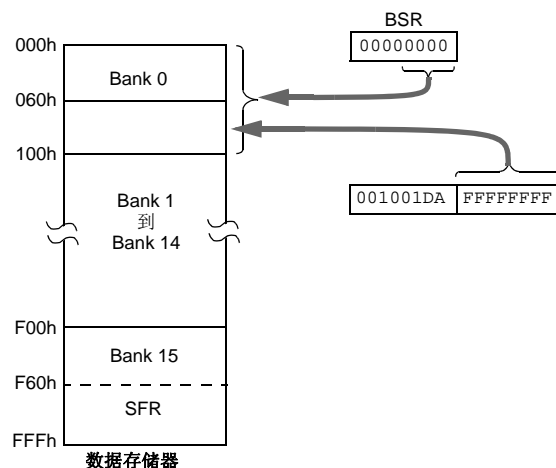 BSR
00000000
000h
Bank 0
060h
100h
001001DA FFFFFFFF
Bank 1
到
Bank 14
F00h
Bank 15
F60h
SFR
FFFh
数据存储器